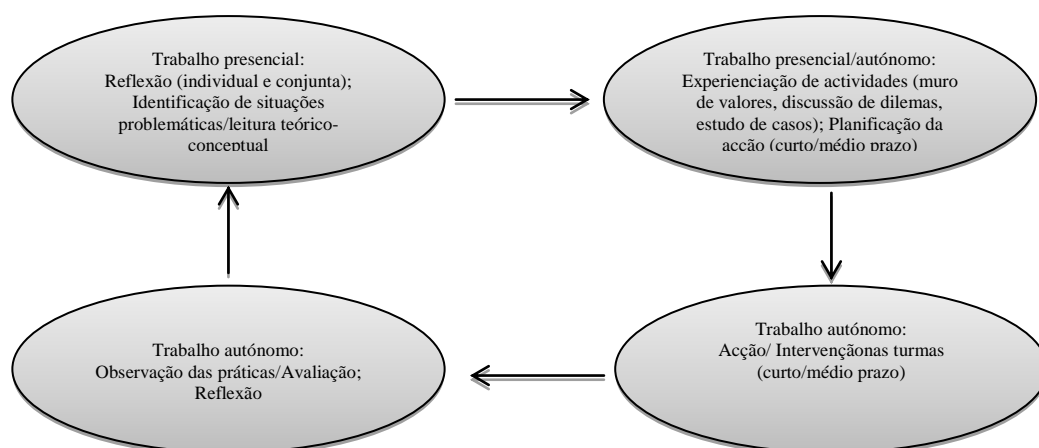 Trabalho presencial:
Reflexão (individual e conjunta);
Identificação de situações
problemáticas/leitura teórico-
conceptual
Trabalho presencial/autónomo:
Experienciação de actividades (muro
de valores, discussão de dilemas,
estudo de casos); Planificação da
acção (curto/médio prazo)
Trabalho autónomo:
Acção/ Intervençãonas turmas
(curto/médio prazo)
Trabalho autónomo:
Observação das práticas/Avaliação;
Reflexão